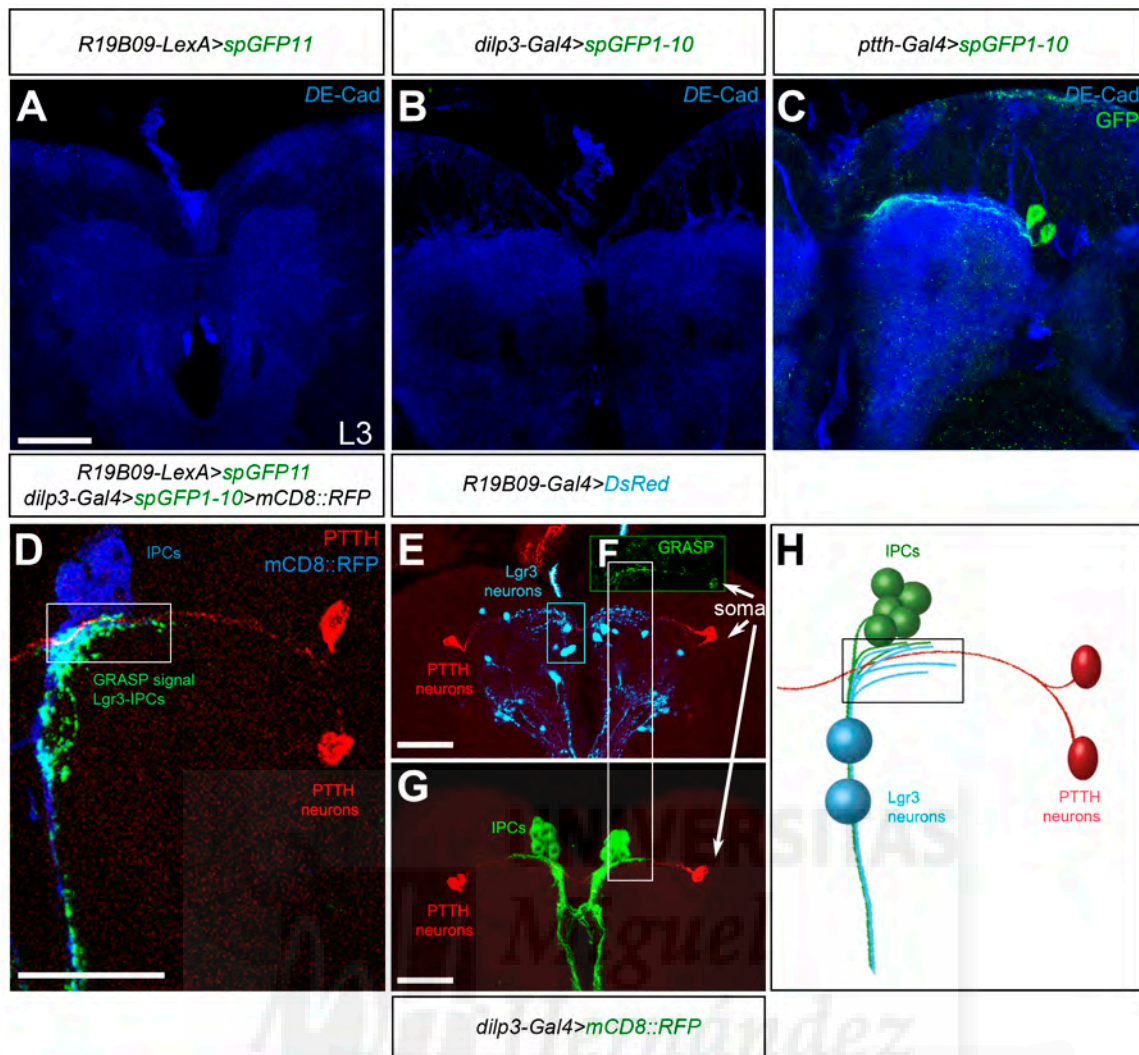 R19B09-LexA>spGFP11
dilp3-Gal4>spGFP1-10
ptth-Gal4>spGFP1-10
A
DE-Cad
L3
B
DE-Cad
C
DE-Cad
GFP
R19B09-LexA>spGFP11
dilp3-Gal4>spGFP1-10>mCD8::RFP
R19B09-Gal4>DsRed
D
PTTH
mCD8::RFP
IPCs
GRASP signal
Lgr3-IPCs
PTTH
neurons
E
Lgr3
neurons
F
GRASP
soma
PTTH
neurons
G
IPCs
PTTH
neurons
H
IPCs
Lgr3
neurons
PTTH
neurons
UNIVERSITAS
Miguel
Hernández
dilp3-Gal4>mCD8::RFP